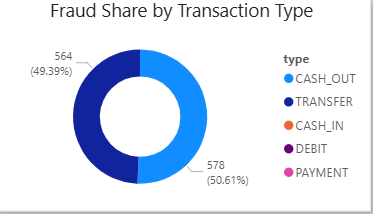 Fraud Share by Transaction Type
564
(49.39%)
type
CASH_OUT
TRANSFER
CASH_IN
DEBIT
PAYMENT
578
(50.61%)